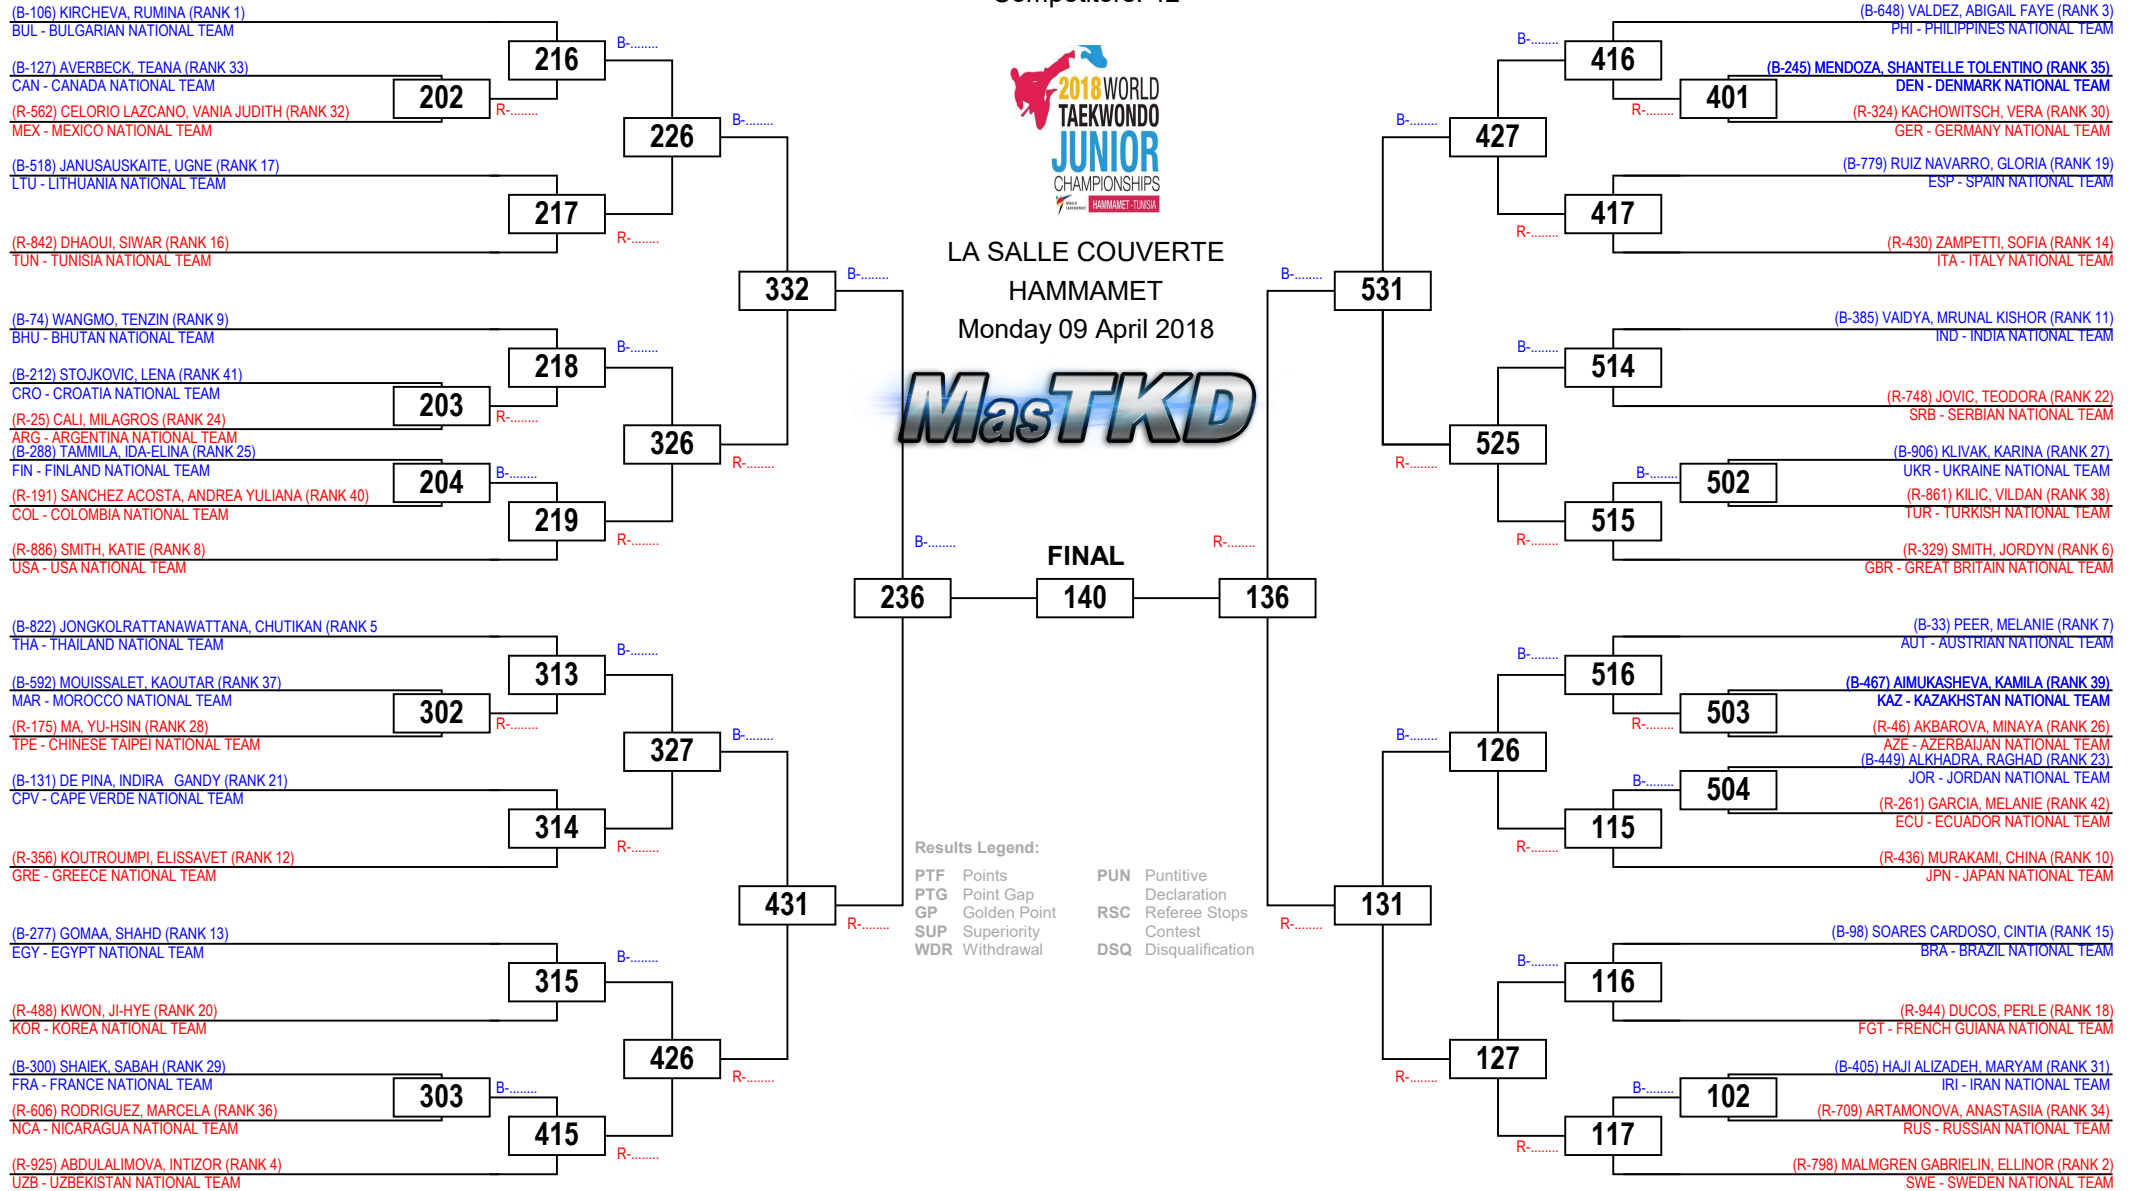 Competitors: 42
(B-106) KIRCHEVA, RUMINA (RANK 1)
BUL - BULGARIAN NATIONAL TEAM
216
B-........
(B-127) AVERBECK, TEANA (RANK 33)
CAN - CANADA NATIONAL TEAM
202
(R-562) CELORIO LAZCANO, VANIA JUDITH (RANK 32)
MEX - MEXICO NATIONAL TEAM
R-........
226
B-........
(B-518) JANUSAUSKAITE, UGNE (RANK 17)
LTU - LITHUANIA NATIONAL TEAM
217
R-........
(R-842) DHAOUI, SIWAR (RANK 16)
TUN - TUNISIA NATIONAL TEAM
332
B-........
(B-74) WANGMO, TENZIN (RANK 9)
BHU - BHUTAN NATIONAL TEAM
218
B-........
(B-212) STOJKOVIC, LENA (RANK 41)
CRO - CROATIA NATIONAL TEAM
203
R-........
(R-25) CALI, MILAGROS (RANK 24)
ARG - ARGENTINA NATIONAL TEAM
326
R-........
(B-288) TAMMILA, IDA-ELINA (RANK 25)
FIN - FINLAND NATIONAL TEAM
204
B-........
(R-191) SANCHEZ ACOSTA, ANDREA YULIANA (RANK 40)
COL - COLOMBIA NATIONAL TEAM
219
R-........
(R-886) SMITH, KATIE (RANK 8)
USA - USA NATIONAL TEAM
B-........
236
(B-822) JONGKOLRATTANAWATTANA, CHUTIKAN (RANK 5
THA - THAILAND NATIONAL TEAM
313
B-........
(B-592) MOUISSALET, KAOUTAR (RANK 37)
MAR - MOROCCO NATIONAL TEAM
302
R-........
(R-175) MA, YU-HSIN (RANK 28)
TPE - CHINESE TAIPEI NATIONAL TEAM
327
B-........
(B-131) DE PINA, INDIRA GANDY (RANK 21)
CPV - CAPE VERDE NATIONAL TEAM
314
R-........
(R-356) KOUTROUMPI, ELISSAVET (RANK 12)
GRE - GREECE NATIONAL TEAM
431
R-........
(B-277) GOMAA, SHAHD (RANK 13)
EGY - EGYPT NATIONAL TEAM
315
B-........
(R-488) KWON, JI-HYE (RANK 20)
KOR - KOREA NATIONAL TEAM
426
R-........
(B-300) SHAIEK, SABAH (RANK 29)
FRA - FRANCE NATIONAL TEAM
303
B-........
(R-606) RODRIGUEZ, MARCELA (RANK 36)
NCA - NICARAGUA NATIONAL TEAM
415
R-........
(R-925) ABDULALIMOVA, INTIZOR (RANK 4)
UZB - UZBEKISTAN NATIONAL TEAM
2018 WORLD
TAEKWONDO
JUNIOR
CHAMPIONSHIPS
WORLD TAEKWONDO
HAMMAMET - TUNISIA
LA SALLE COUVERTE
HAMMAMET
Monday 09 April 2018
MasTKD
FINAL
140
Results Legend:
PTF Points
PTG Point Gap
GP Golden Point
SUP Superiority
WDR Withdrawal
PUN Puntitive
Declaration
RSC Referee Stops
Contest
DSQ Disqualification
(B-648) VALDEZ, ABIGAIL FAYE (RANK 3)
PHI - PHILIPPINES NATIONAL TEAM
B-........
416
(B-245) MENDOZA, SHANTELLE TOLENTINO (RANK 35)
DEN - DENMARK NATIONAL TEAM
R-........
401
(R-324) KACHOWITSCH, VERA (RANK 30)
GER - GERMANY NATIONAL TEAM
B-........
427
(B-779) RUIZ NAVARRO, GLORIA (RANK 19)
ESP - SPAIN NATIONAL TEAM
R-........
417
(R-430) ZAMPETTI, SOFIA (RANK 14)
ITA - ITALY NATIONAL TEAM
B-........
531
(B-385) VAIDYA, MRUNAL KISHOR (RANK 11)
IND - INDIA NATIONAL TEAM
B-........
514
(R-748) JOVIC, TEODORA (RANK 22)
SRB - SERBIAN NATIONAL TEAM
R-........
525
(B-906) KLIVAK, KARINA (RANK 27)
UKR - UKRAINE NATIONAL TEAM
B-........
502
(R-861) KILIC, VILDAN (RANK 38)
TUR - TURKISH NATIONAL TEAM
R-........
515
(R-329) SMITH, JORDYN (RANK 6)
GBR - GREAT BRITAIN NATIONAL TEAM
R-........
136
(B-33) PEER, MELANIE (RANK 7)
AUT - AUSTRIAN NATIONAL TEAM
B-........
516
(B-467) AIMUKASHEVA, KAMILA (RANK 39)
KAZ - KAZAKHSTAN NATIONAL TEAM
R-........
503
(R-46) AKBAROVA, MINAYA (RANK 26)
AZE - AZERBAIJAN NATIONAL TEAM
B-........
126
(B-449) ALKHADRA, RAGHAD (RANK 23)
JOR - JORDAN NATIONAL TEAM
B-........
504
(R-261) GARCIA, MELANIE (RANK 42)
ECU - ECUADOR NATIONAL TEAM
R-........
115
(R-436) MURAKAMI, CHINA (RANK 10)
JPN - JAPAN NATIONAL TEAM
R-........
131
(B-98) SOARES CARDOSO, CINTIA (RANK 15)
BRA - BRAZIL NATIONAL TEAM
B-........
116
(R-944) DUCOS, PERLE (RANK 18)
FGT - FRENCH GUIANA NATIONAL TEAM
R-........
127
(B-405) HAJI ALIZADEH, MARYAM (RANK 31)
IRI - IRAN NATIONAL TEAM
B-........
102
(R-709) ARTAMONOVA, ANASTASIIA (RANK 34)
RUS - RUSSIAN NATIONAL TEAM
R-........
117
(R-798) MALMGREN GABRIELIN, ELLINOR (RANK 2)
SWE - SWEDEN NATIONAL TEAM